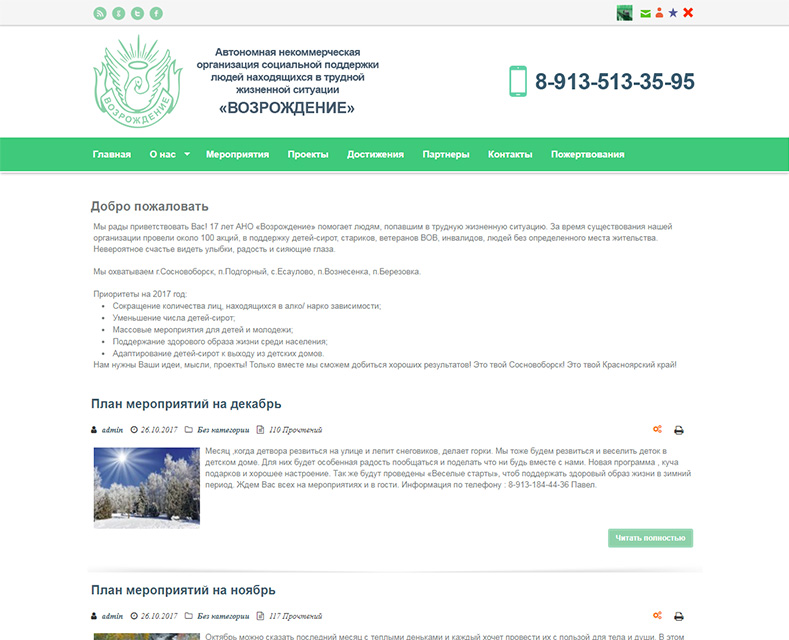 ВОЗРОЖДЕНИЕ
Автономная некоммерческая
организация социальной поддержки
людей находящихся в трудной
жизненной ситуации
«ВОЗРОЖДЕНИЕ»
8-913-513-35-95
Главная О нас Мероприятия Проекты Достижения Партнеры Контакты Пожертвования
Добро пожаловать
Мы рады приветствовать Вас! 17 лет АНО «Возрождение» помогает людям, попавшим в трудную жизненную ситуацию. За время существования нашей
организации провели около 100 акций, в поддержку детей-сирот, стариков, ветеранов ВОВ, инвалидов, людей без определенного места жительства.
Невероятное счастье видеть улыбки, радость и сияющие глаза.
Мы охватываем г.Сосновоборск, п.Подгорный, с.Есаулово, п.Вознесенка, п.Березовка.
Приоритеты на 2017 год:
• Сокращение количества лиц, находящихся в алко/ нарко зависимости;
• Уменьшение числа детей-сирот;
• Массовые мероприятия для детей и молодежи;
• Поддержание здорового образа жизни среди населения;
• Адаптирование детей-сирот к выходу из детских домов.
Нам нужны Ваши идеи, мысли, проекты! Только вместе мы сможем добиться хороших результатов! Это твой Сосновоборск! Это твой Красноярский край!
План мероприятий на декабрь
admin 26.10.2017 Без категории 110 Прочтений
Месяц ,когда детвора резвиться на улице и лепит снеговиков, делает горки. Мы тоже будем резвиться и веселить деток в
детском доме. Для них будет особенная радость пообщаться и поделать что ни будь вместе с нами. Новая программа , куча
подарков и хорошее настроение. Так же будут проведены «Веселые старты», чтоб поддержать здоровый образ жизни в зимний
период. Ждем Вас всех на мероприятиях и в гости. Информация по телефону : 8-913-184-44-36 Павел.
Читать полностью
План мероприятий на ноябрь
admin 26.10.2017 Без категории 117 Прочтений
Октябрь можно сказать последний месяц с теплыми деньками и каждый хочет провести их с пользой для тела и души. В этом